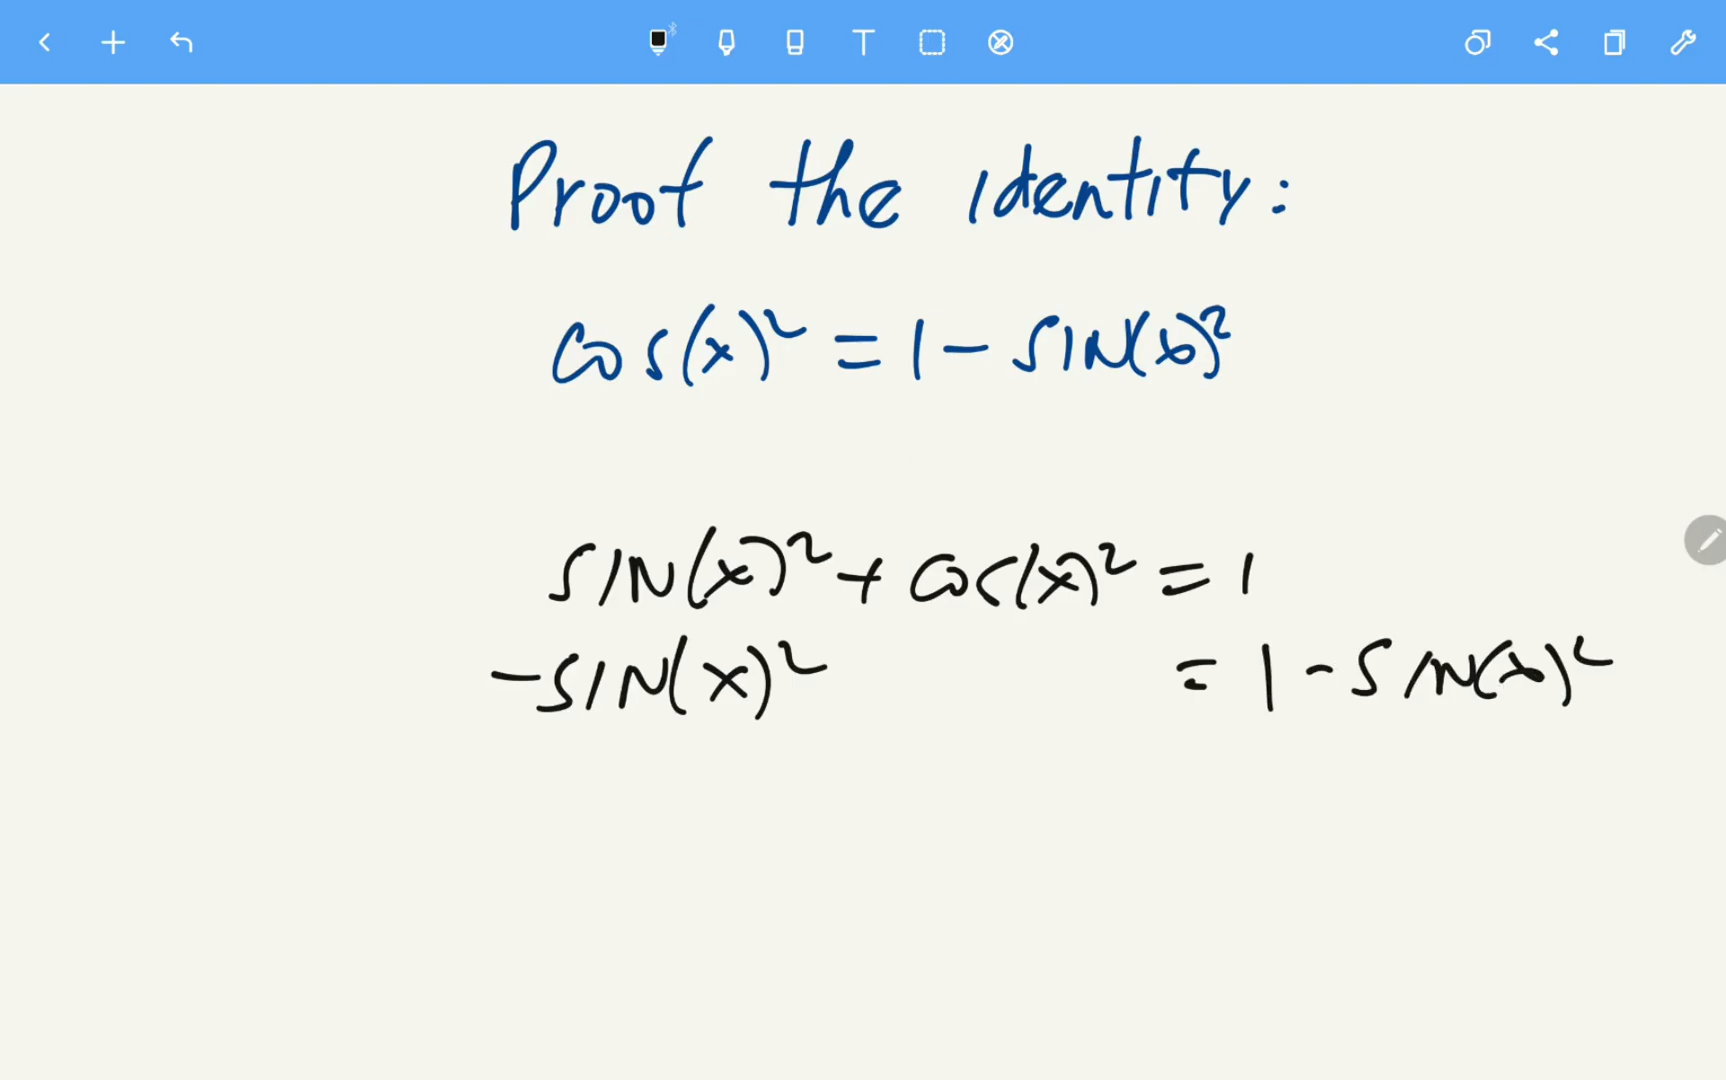 Proof the identity:
cos(x)² = 1 - sin(x)²
sin(x)² + cos(x)² = 1
-sin(x)² = 1 - sin(x)²